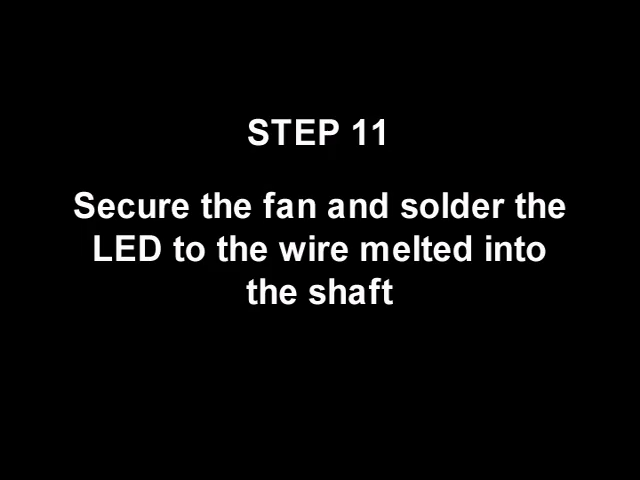 STEP 11
Secure the fan and solder the
LED to the wire melted into
the shaft